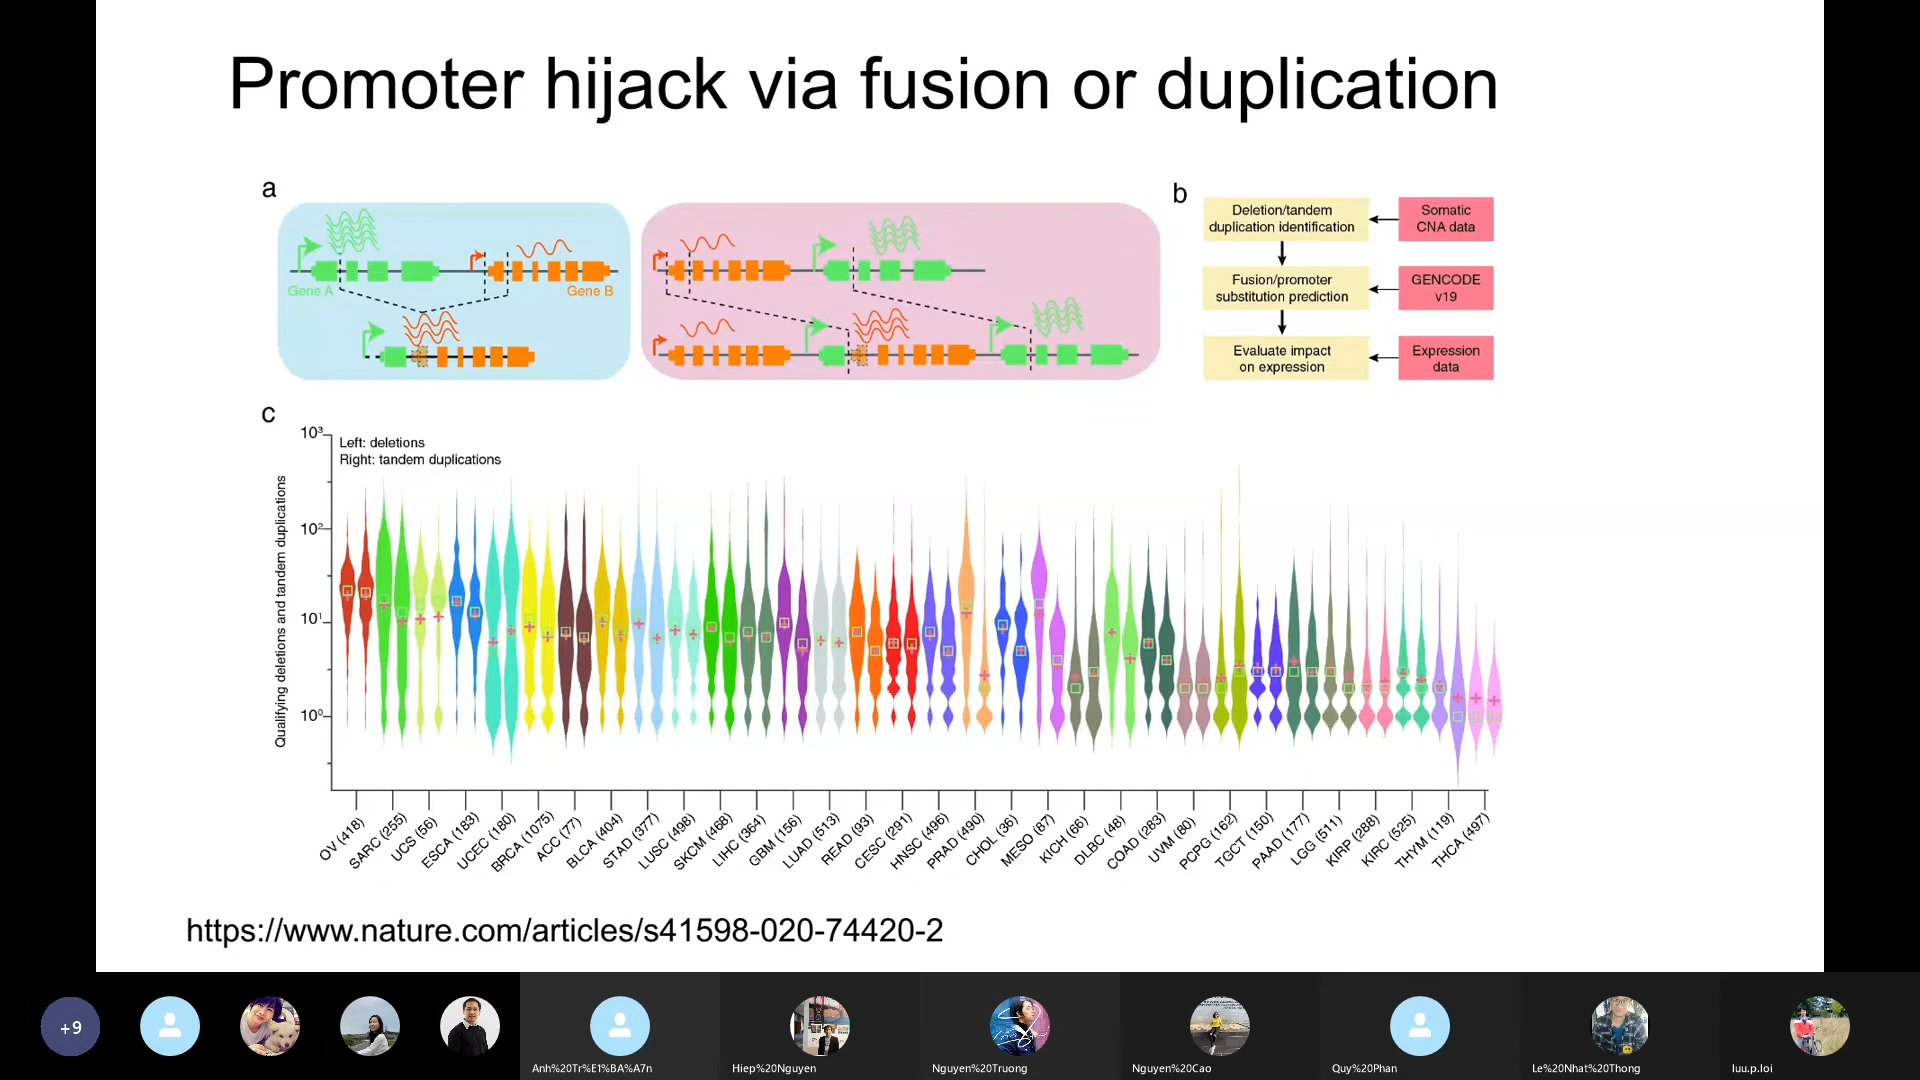 Promoter hijack via fusion or duplication
a
Gene A
Gene B
b
Deletion/tandem
duplication identification
Somatic
CNA data
Fusion/promoter
substitution prediction
GENCODE
v19
Evaluate impact
on expression
Expression
data
c
Left: deletions
Right: tandem duplications
Qualifying deletions and tandem duplications
10³
10²
10¹
10⁰
OV (418)
SARC (255)
UCS (56)
ESCA (183)
UCEC (180)
BRCA (1075)
ACC (77)
BLCA (404)
STAD (377)
LUSC (498)
SKCM (468)
LIHC (364)
GBM (156)
LUAD (513)
READ (93)
CESC (291)
HNSC (496)
PRAD (490)
CHOL (36)
MESO (87)
KICH (66)
DLBC (48)
COAD (283)
UVM (80)
PCPG (162)
TGCT (150)
PAAD (177)
LGG (511)
KIRP (288)
KIRC (525)
THYM (119)
THCA (497)
https://www.nature.com/articles/s41598-020-74420-2
+9
Anh%20Tr%E1%BA%A7n
Hiep%20Nguyen
Nguyen%20Truong
Nguyen%20Cao
Quy%20Phan
Le%20Nhat%20Thong
luu.p.loi